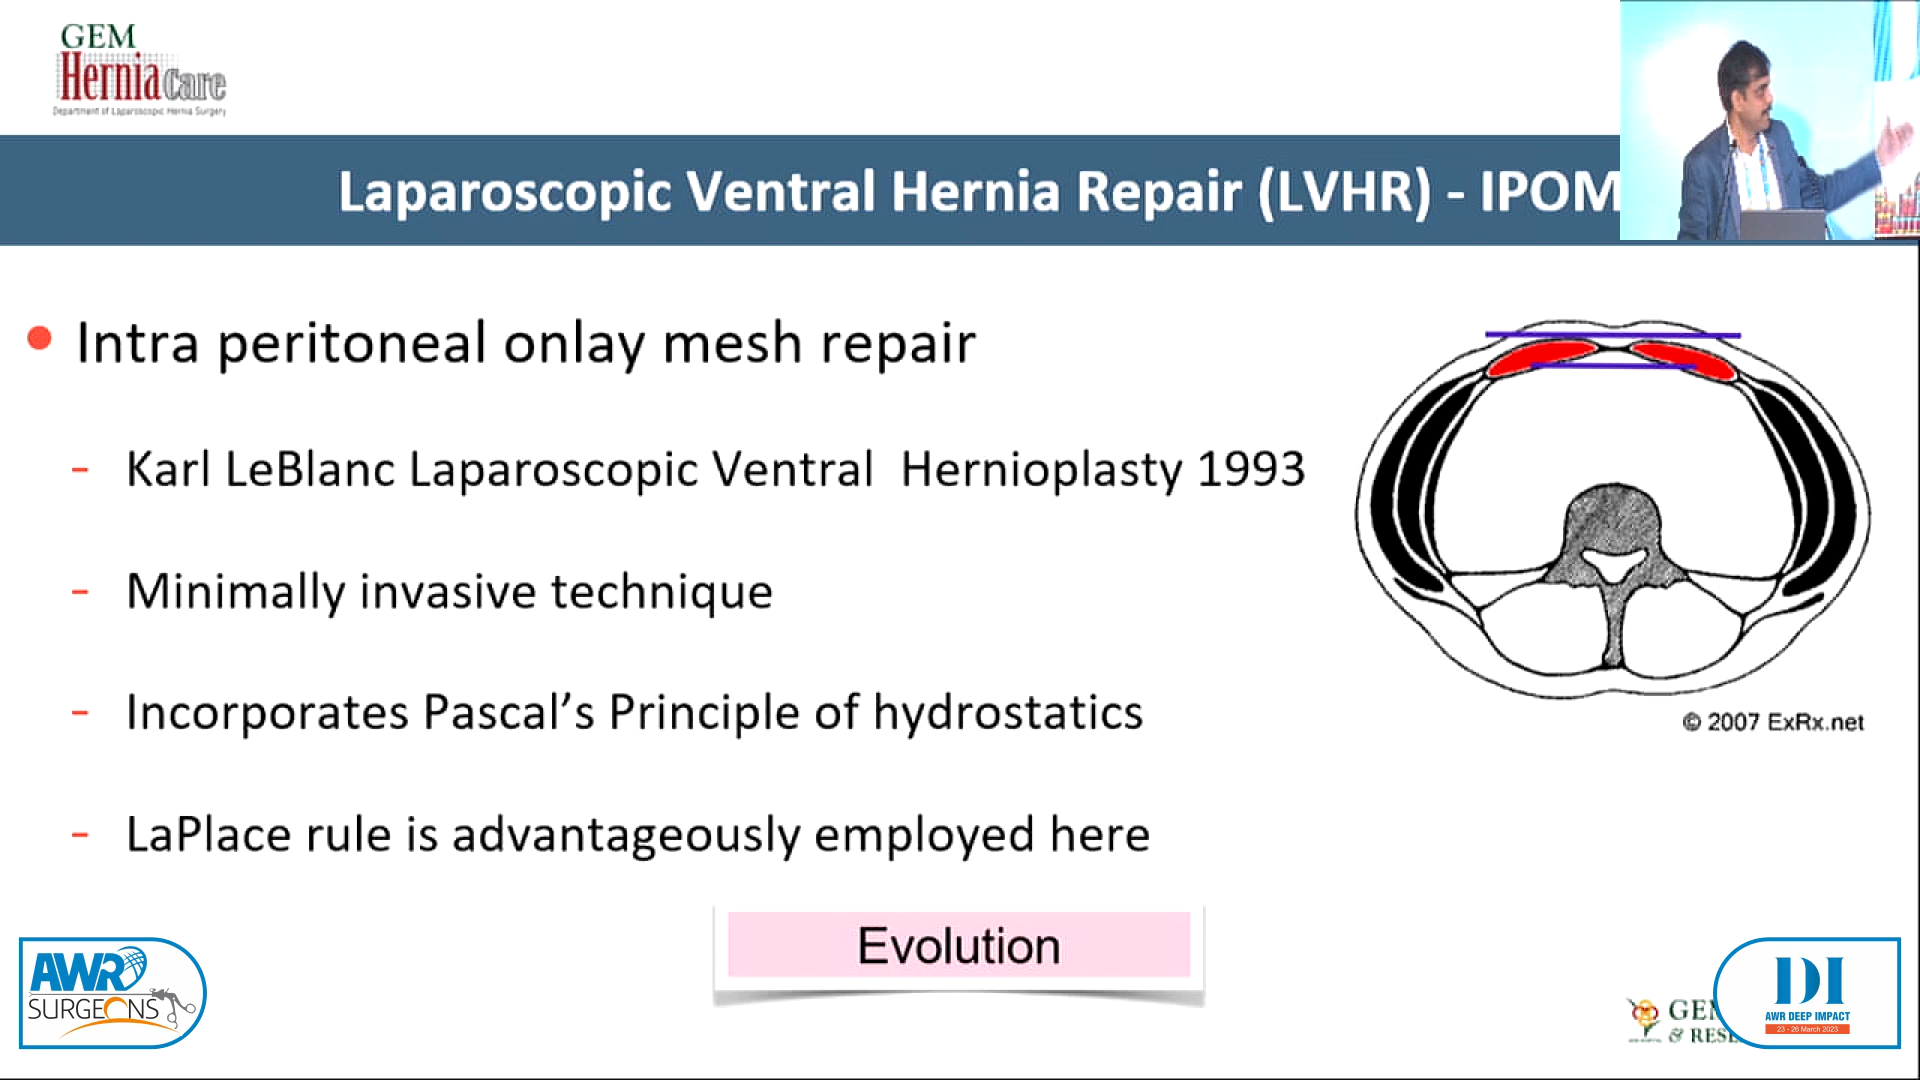 GEM
HerniaCare
Department of Laparoscopic Hernia Surgery
Laparoscopic Ventral Hernia Repair (LVHR) - IPOM
• Intra peritoneal onlay mesh repair
- Karl LeBlanc Laparoscopic Ventral Hernioplasty 1993
- Minimally invasive technique
- Incorporates Pascal’s Principle of hydrostatics
- LaPlace rule is advantageously employed here
© 2007 ExRx.net
Evolution
AWR
SURGEONS
GEM
& RES
DI
AWR DEEP IMPACT
23 - 26 March 2023